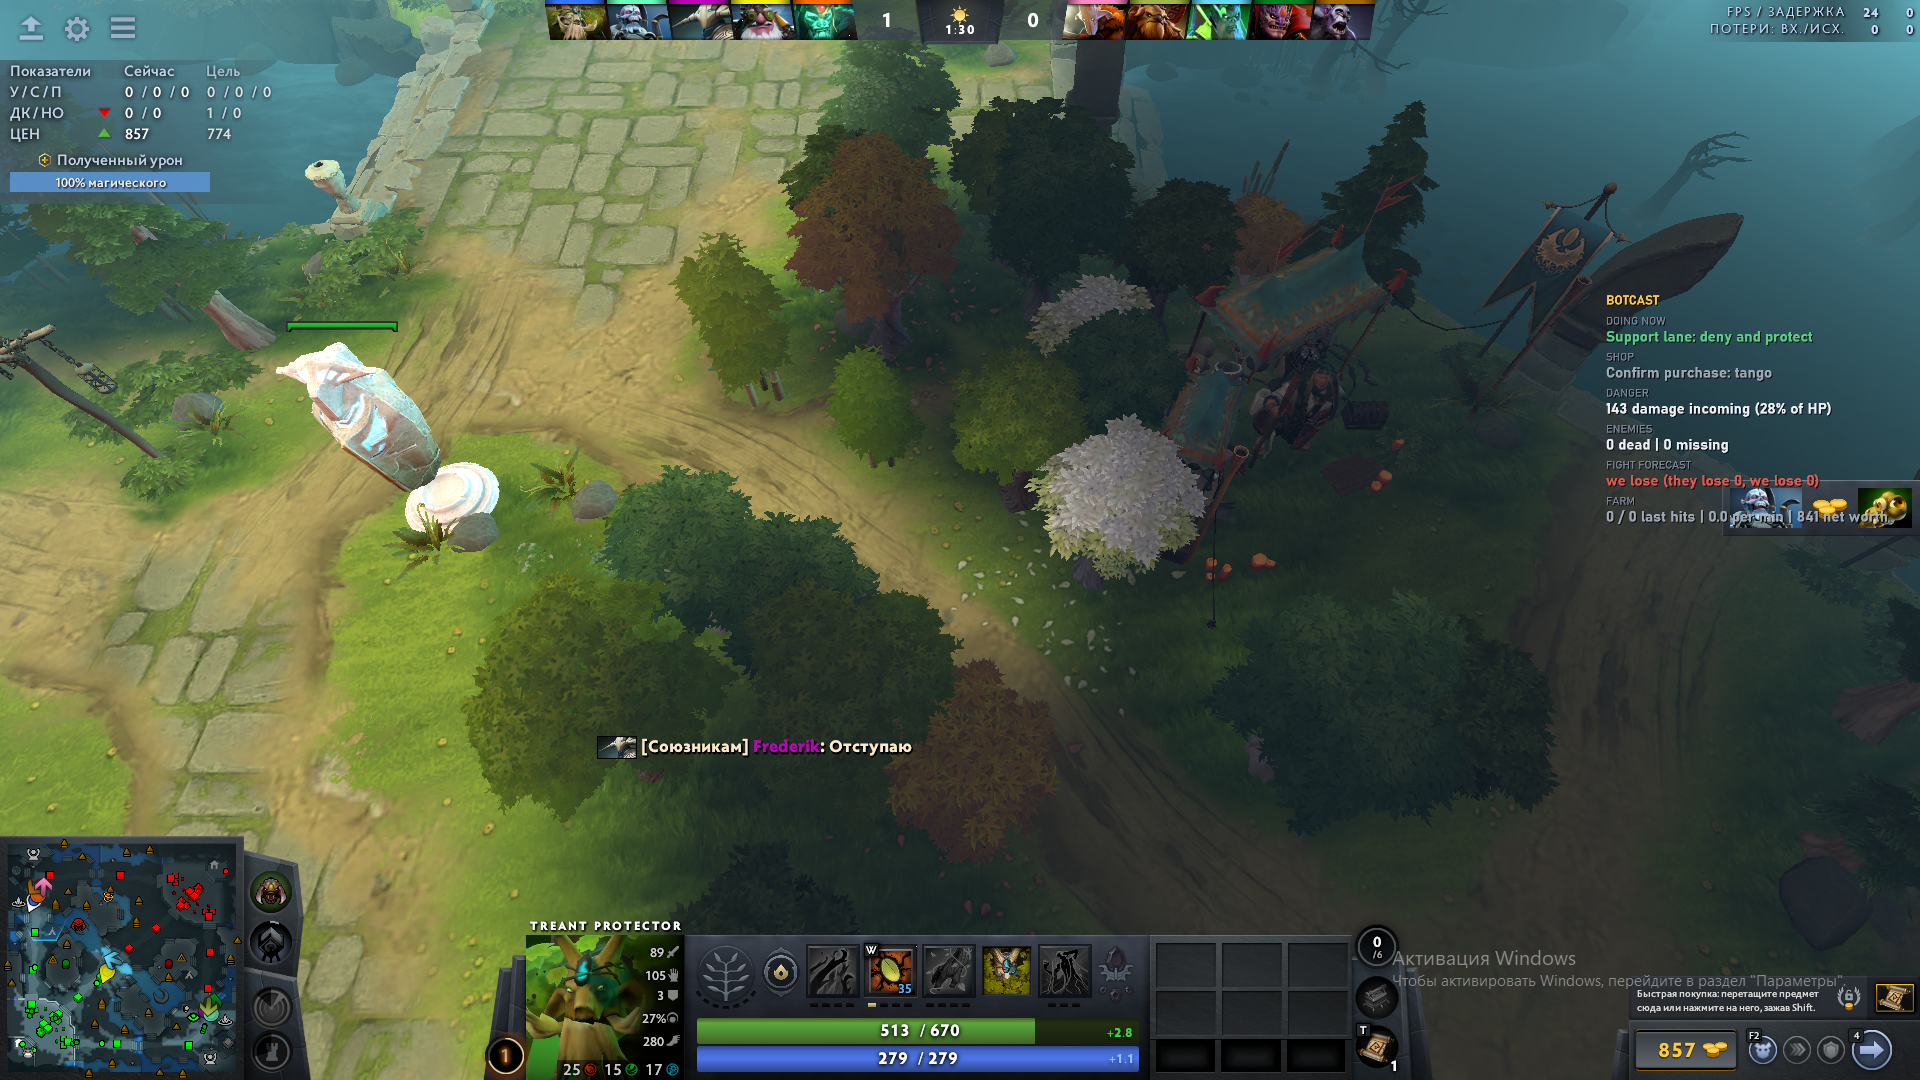 1
1:30
0
FPS / ЗАДЕРЖКА 24 0
ПОТЕРИ: ВХ./ИСХ. 0 0
Показатели Сейчас Цель
У/С/П 0 / 0 / 0 0 / 0 / 0
ДК/НО 0 / 0 1 / 0
ЦЕН 857 774
Полученный урон
100% магического
BOTCAST
DOING NOW
Support lane: deny and protect
SHOP
Confirm purchase: tango
DANGER
143 damage incoming (28% of HP)
ENEMIES
0 dead | 0 missing
FIGHT FORECAST
we lose (they lose 0, we lose 0)
FARM
0 / 0 last hits | 0.0 per min | 841 net worth
[Союзникам] Frederik: Отступаю
TREANT PROTECTOR
89
105
3
27%
280
1
25 15 17
W
35
513 / 670 +2.8
279 / 279 +1.1
0
/6
T
1
Активация Windows
Чтобы активировать Windows, перейдите в раздел "Параметры".
Быстрая покупка: перетащите предмет
сюда или нажмите на него, зажав Shift.
857
F2
4